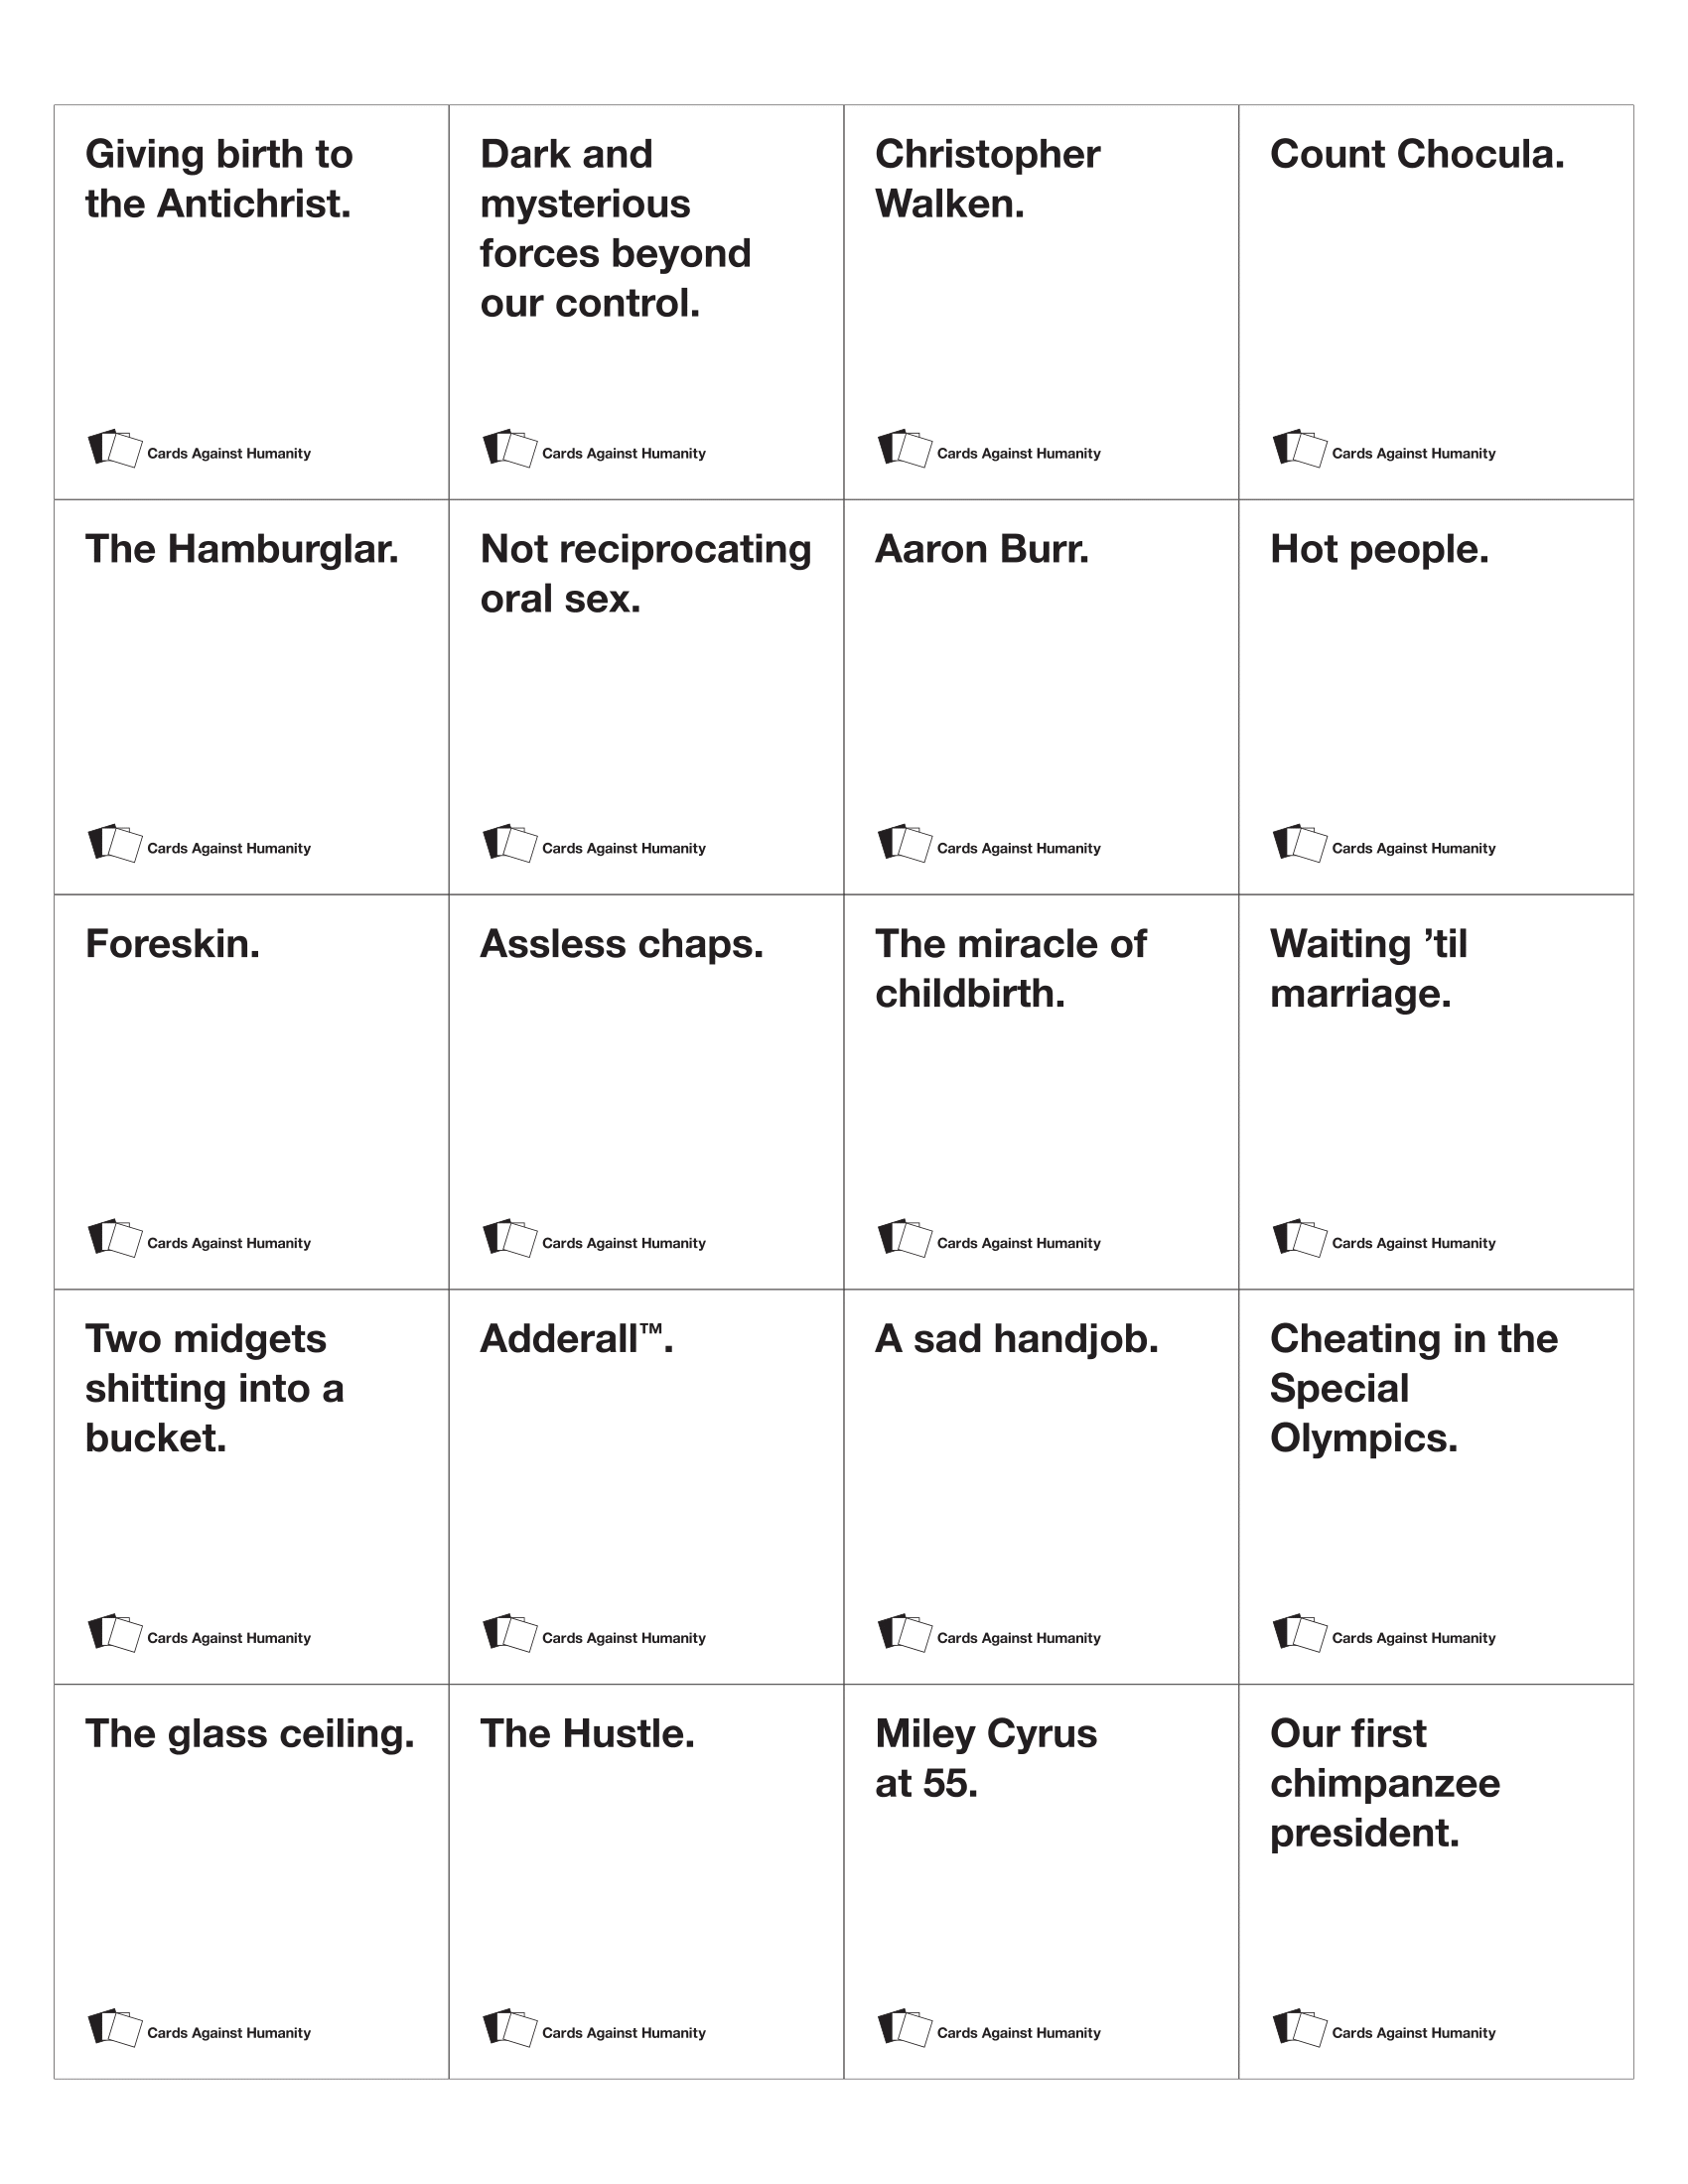 Giving birth to
the Antichrist.
Cards Against Humanity
Dark and
mysterious
forces beyond
our control.
Cards Against Humanity
Christopher
Walken.
Cards Against Humanity
Count Chocula.
Cards Against Humanity
The Hamburglar.
Cards Against Humanity
Not reciprocating
oral sex.
Cards Against Humanity
Aaron Burr.
Cards Against Humanity
Hot people.
Cards Against Humanity
Foreskin.
Cards Against Humanity
Assless chaps.
Cards Against Humanity
The miracle of
childbirth.
Cards Against Humanity
Waiting ’til
marriage.
Cards Against Humanity
Two midgets
shitting into a
bucket.
Cards Against Humanity
Adderall™.
Cards Against Humanity
A sad handjob.
Cards Against Humanity
Cheating in the
Special
Olympics.
Cards Against Humanity
The glass ceiling.
Cards Against Humanity
The Hustle.
Cards Against Humanity
Miley Cyrus
at 55.
Cards Against Humanity
Our first
chimpanzee
president.
Cards Against Humanity